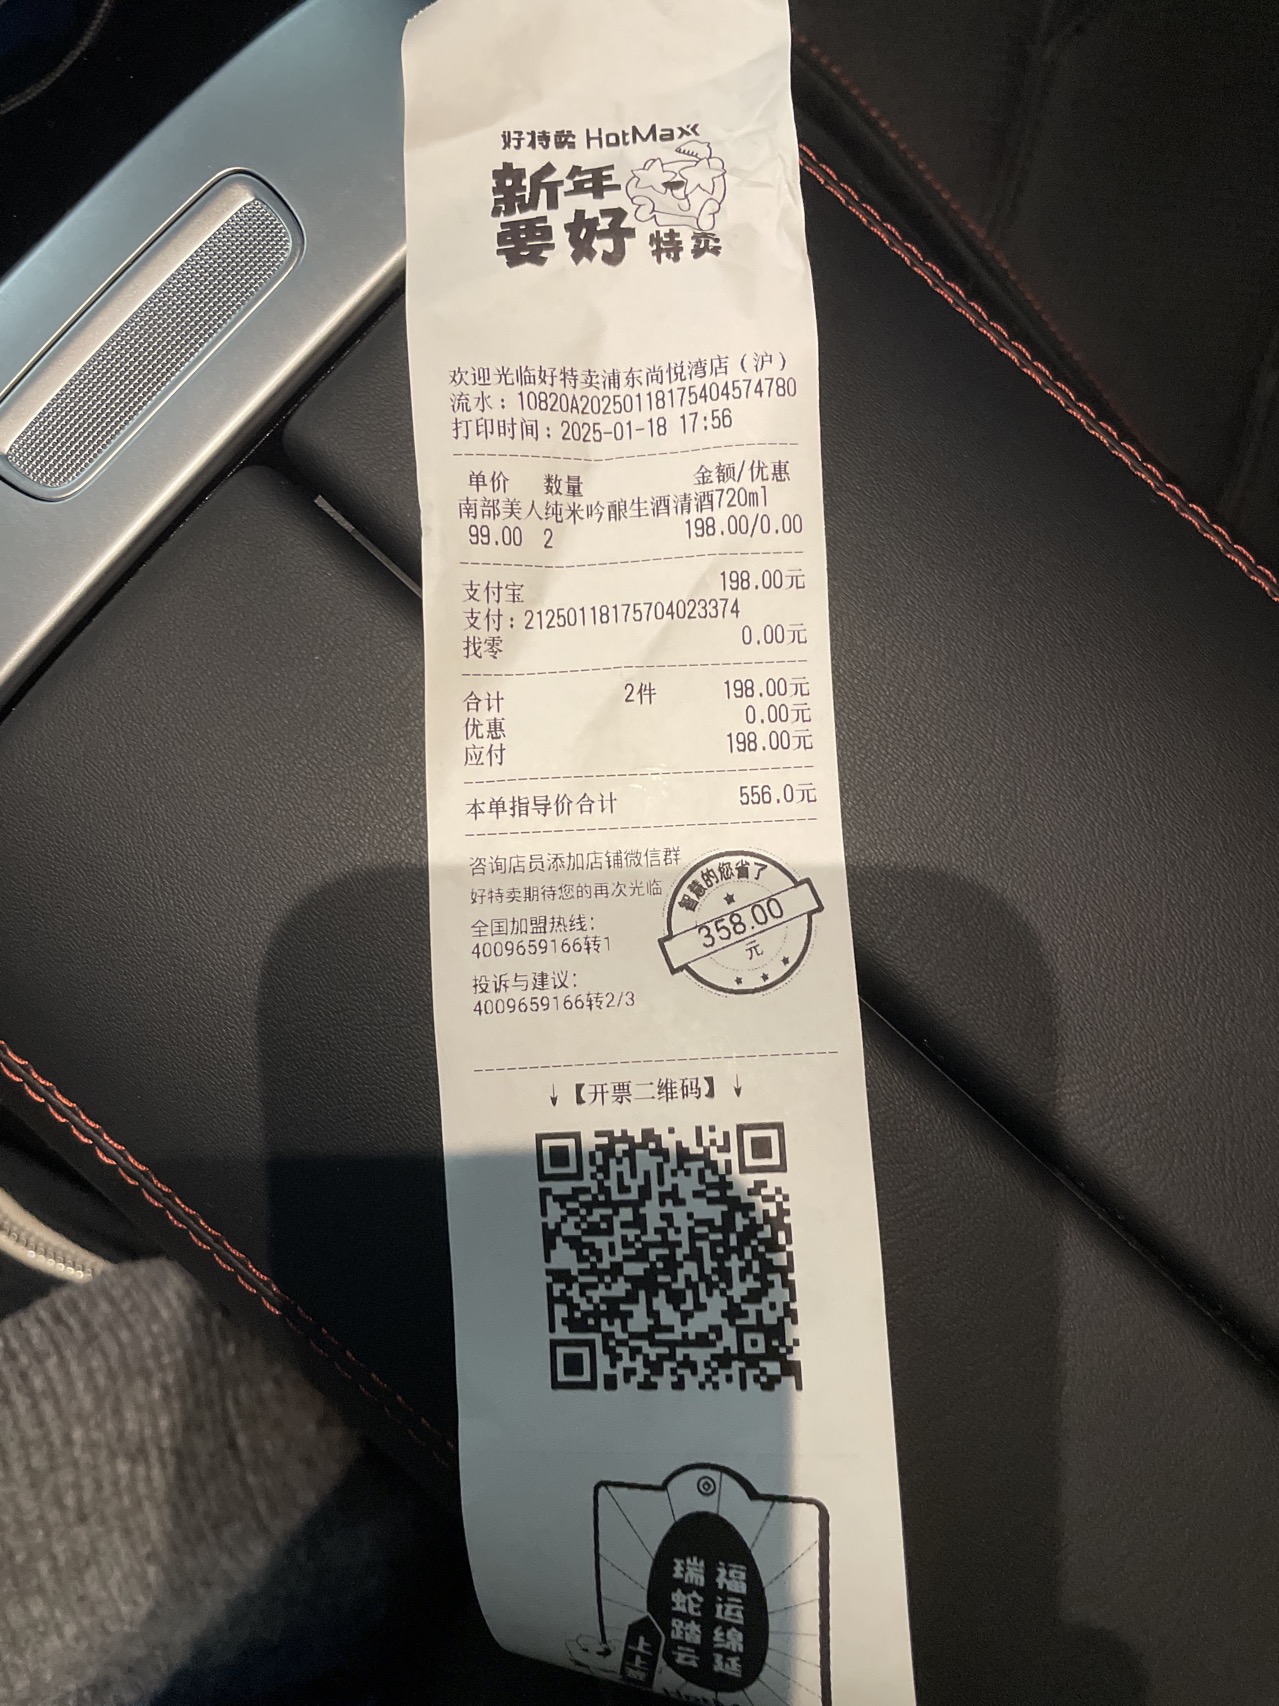 好特卖 HotMaxx
新年
要好特卖
欢迎光临好特卖浦东尚悦湾店（沪）
流水：10820A20250118175404574780
打印时间：2025-01-18 17:56
单价 数量 金额/优惠
南部美人纯米吟酿生酒清酒720ml
99.00 2 198.00/0.00
支付宝 198.00元
支付：21250118175704023374
找零 0.00元
合计 2件 198.00元
优惠 0.00元
应付 198.00元
本单指导价合计 556.0元
咨询店员添加店铺微信群
好特卖期待您的再次光临
全国加盟热线：
4009659166转1
投诉与建议：
4009659166转2/3
智慧的您省了
358.00
元
↓【开票二维码】↓
福运绵延
瑞蛇踏云
上上